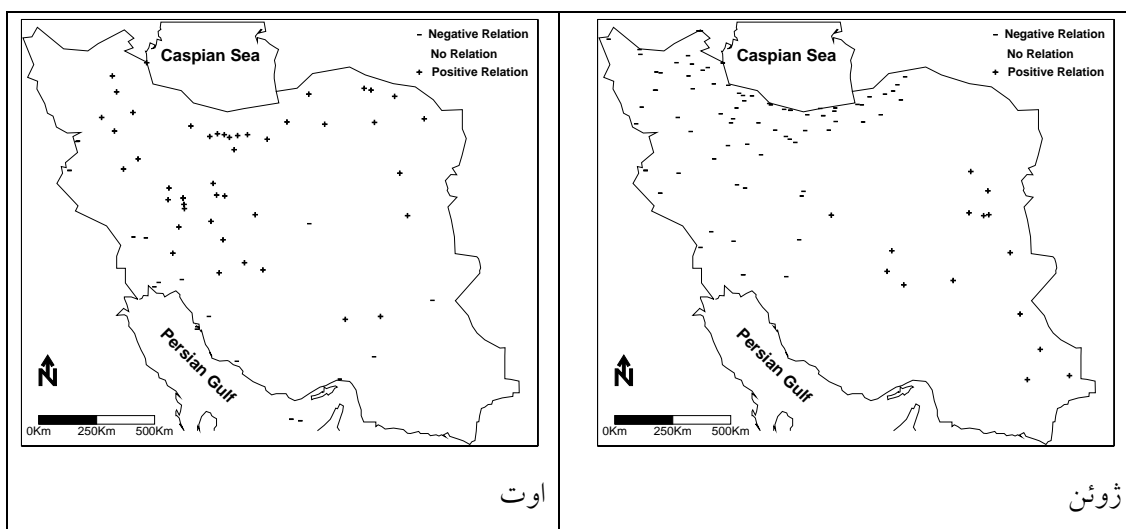 - Negative Relation
No Relation
+ Positive Relation
Caspian Sea
Persian Gulf
N
0Km 250Km 500Km
اوت
- Negative Relation
No Relation
+ Positive Relation
Caspian Sea
Persian Gulf
N
0Km 250Km 500Km
ژوئن